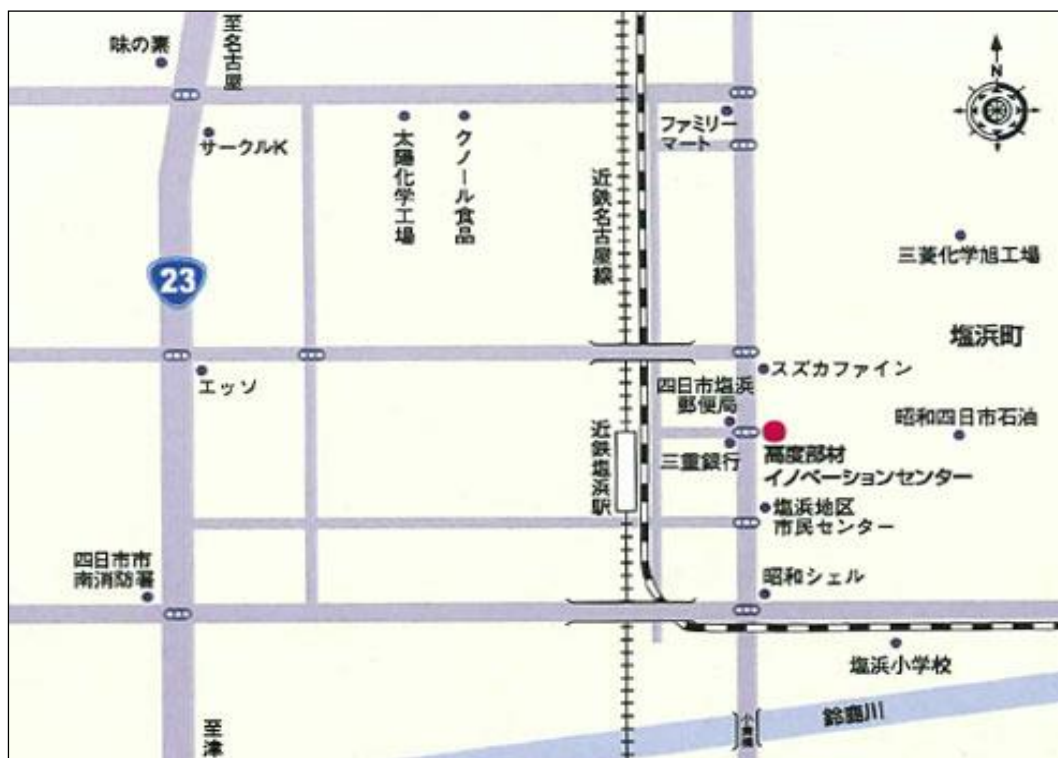 味の素
至名古屋
サークルK
太陽化学工場
クノール食品
近鉄名古屋線
ファミリー
マート
N
三菱化学旭工場
23
塩浜町
エッソ
スズカファイン
四日市塩浜
郵便局
昭和四日市石油
近鉄塩浜駅
三重銀行
高度部材
イノベーションセンター
塩浜地区
市民センター
四日市市
南消防署
昭和シェル
塩浜小学校
鈴鹿川
至津